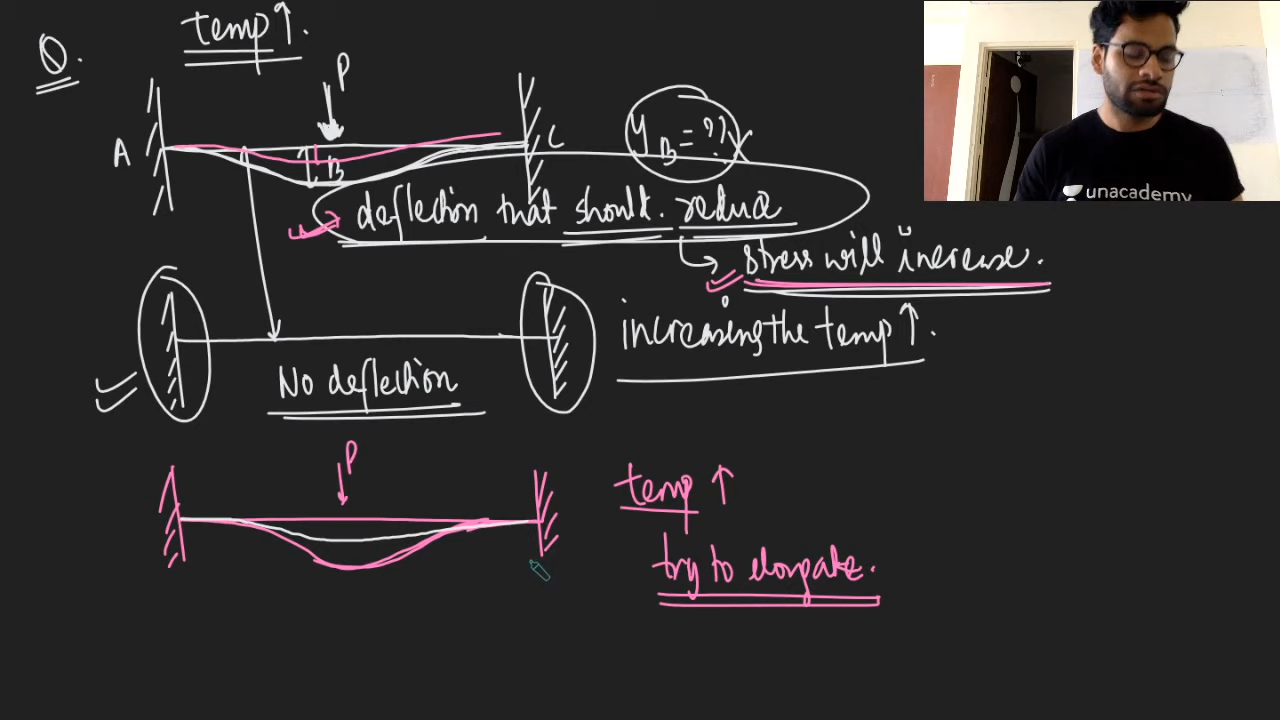 Q.
temp ↑.
P
A
B
C
y_B = ??
unacademy
deflection that should. reduce
stress will increase.
increasing the temp ↑.
No deflection
P
temp ↑
try to elongate.